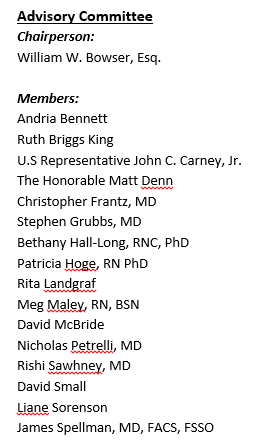 Advisory Committee
Chairperson:
William W. Bowser, Esq.
Members:
Andria Bennett
Ruth Briggs King
U.S Representative John C. Carney, Jr.
The Honorable Matt Denn
Christopher Frantz, MD
Stephen Grubbs, MD
Bethany Hall-Long, RNC, PhD
Patricia Hoge, RN PhD
Rita Landgraf
Meg Maley, RN, BSN
David McBride
Nicholas Petrelli, MD
Rishi Sawhney, MD
David Small
Liane Sorenson
James Spellman, MD, FACS, FSSO